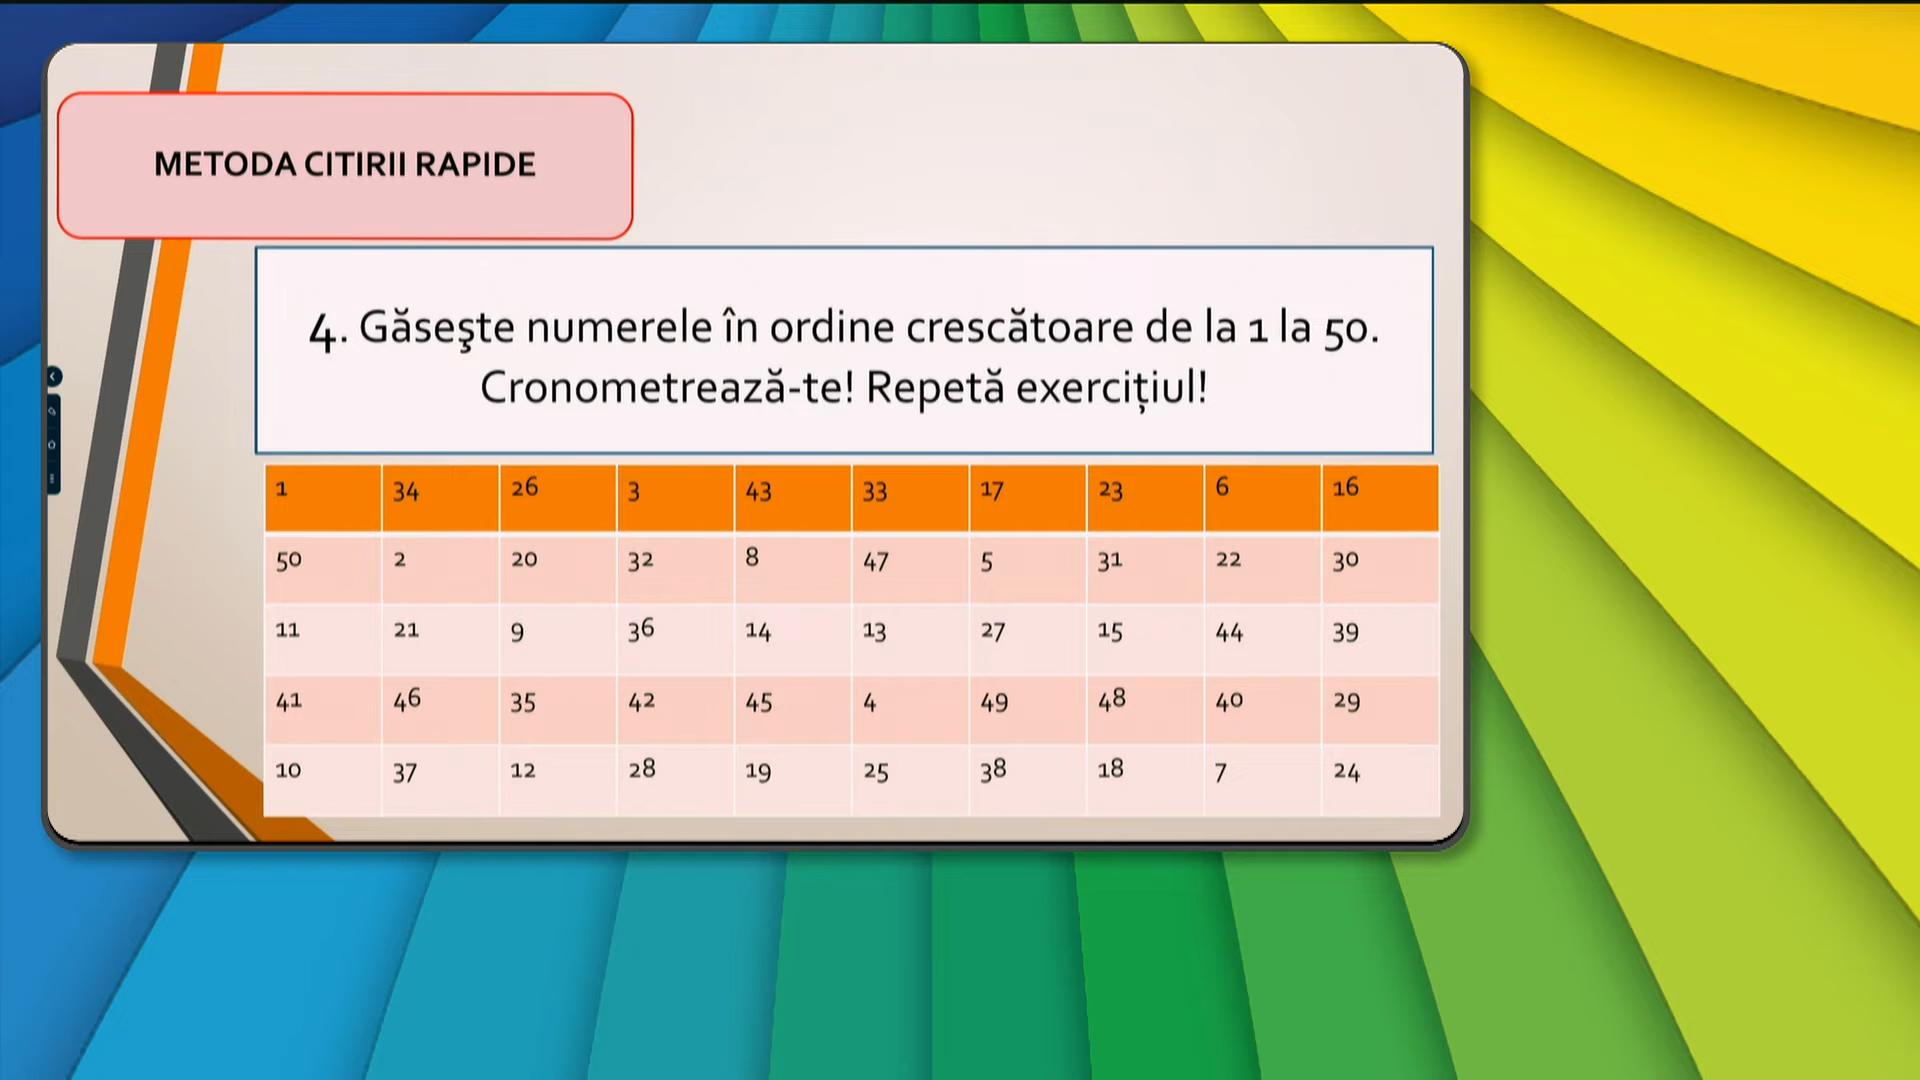 METODA CITIRII RAPIDE
4. Găseşte numerele în ordine crescătoare de la 1 la 50.
Cronometrează-te! Repetă exercițiul!
1 34 26 3 43 33 17 23 6 16
50 2 20 32 8 47 5 31 22 30
11 21 9 36 14 13 27 15 44 39
41 46 35 42 45 4 49 48 40 29
10 37 12 28 19 25 38 18 7 24